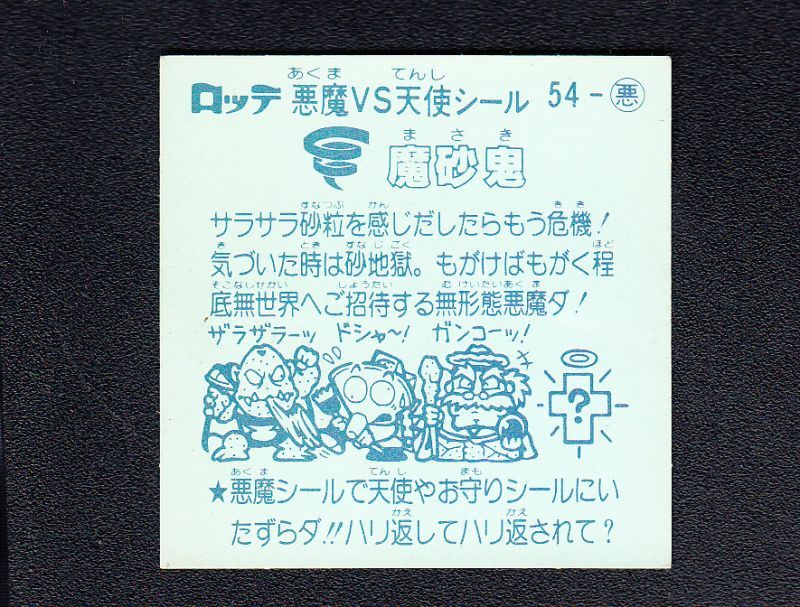 あくま てんし
ロッテ 悪魔VS天使シール 54-悪
まさき
魔砂鬼
すなつぶ かん きき
サラサラ砂粒を感じだしたらもう危機!
き とき すなじごく ほど
気づいた時は砂地獄。もがけばもがく程
そこなしせかい しょうたい むけいたいあくま
底無世界へご招待する無形態悪魔ダ!
ザラザラーッ ドシャ〜! ガンコーッ!
?
あくま てんし まも
★悪魔シールで天使やお守りシールにい
かえ かえ
たずらダ!!ハリ返してハリ返されて?